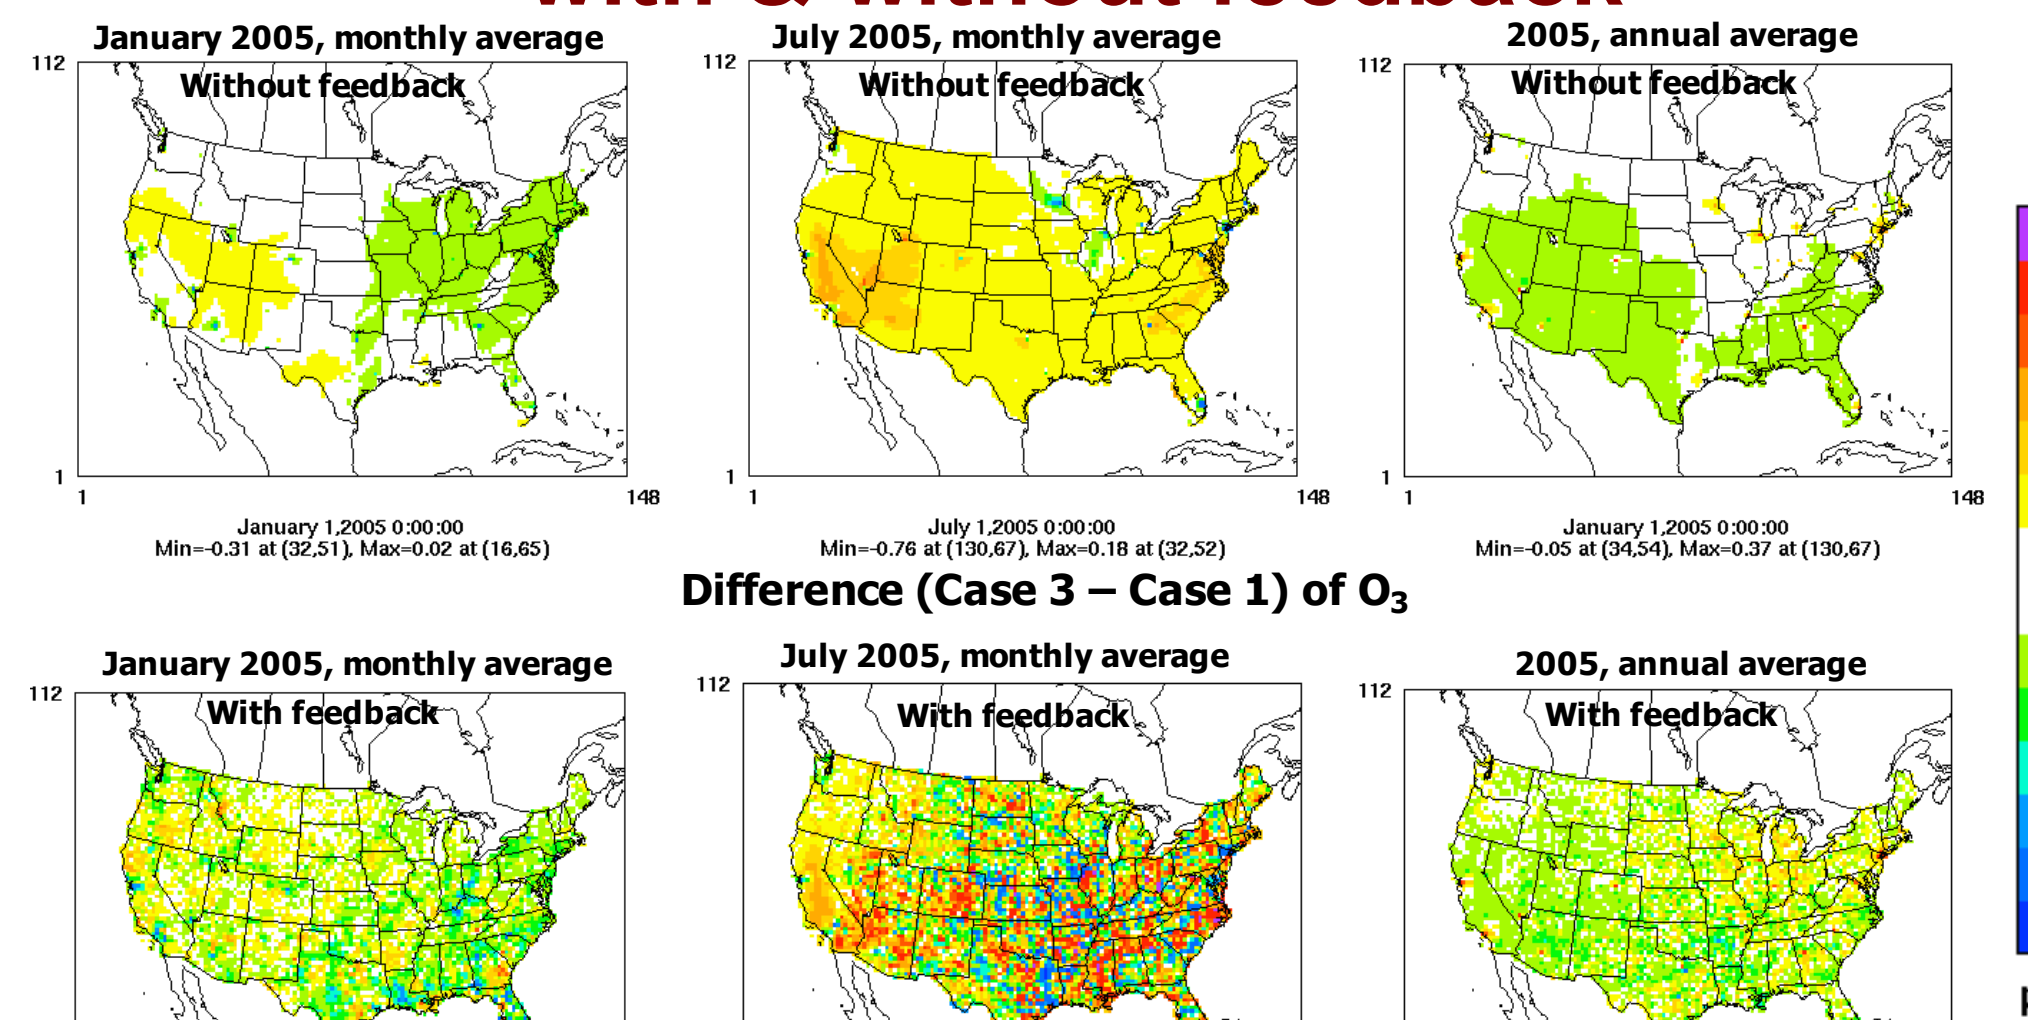 with & without feedback
January 2005, monthly average
July 2005, monthly average
2005, annual average
Without feedback
Without feedback
Without feedback
112
112
112
1
1
1
1
148
1
148
1
148
January 1,2005 0:00:00
Min=-0.31 at (32,51), Max=0.02 at (16,65)
July 1,2005 0:00:00
Min=-0.76 at (130,67), Max=0.18 at (32,52)
January 1,2005 0:00:00
Min=-0.05 at (34,54), Max=0.37 at (130,67)
Difference (Case 3 – Case 1) of O₃
January 2005, monthly average
July 2005, monthly average
2005, annual average
With feedback
With feedback
With feedback
112
112
112